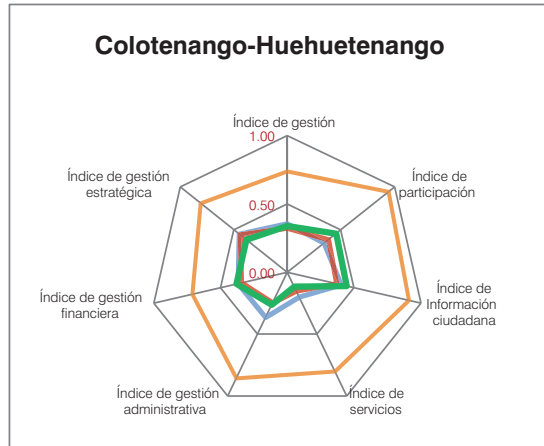 Colotenango-Huehuetenango
Índice de gestión
1.00
Índice de gestión
estratégica
Índice de
participación
0.50
0.00
Índice de gestión
financiera
Índice de
Información
ciudadana
Índice de gestión
administrativa
Índice de
servicios